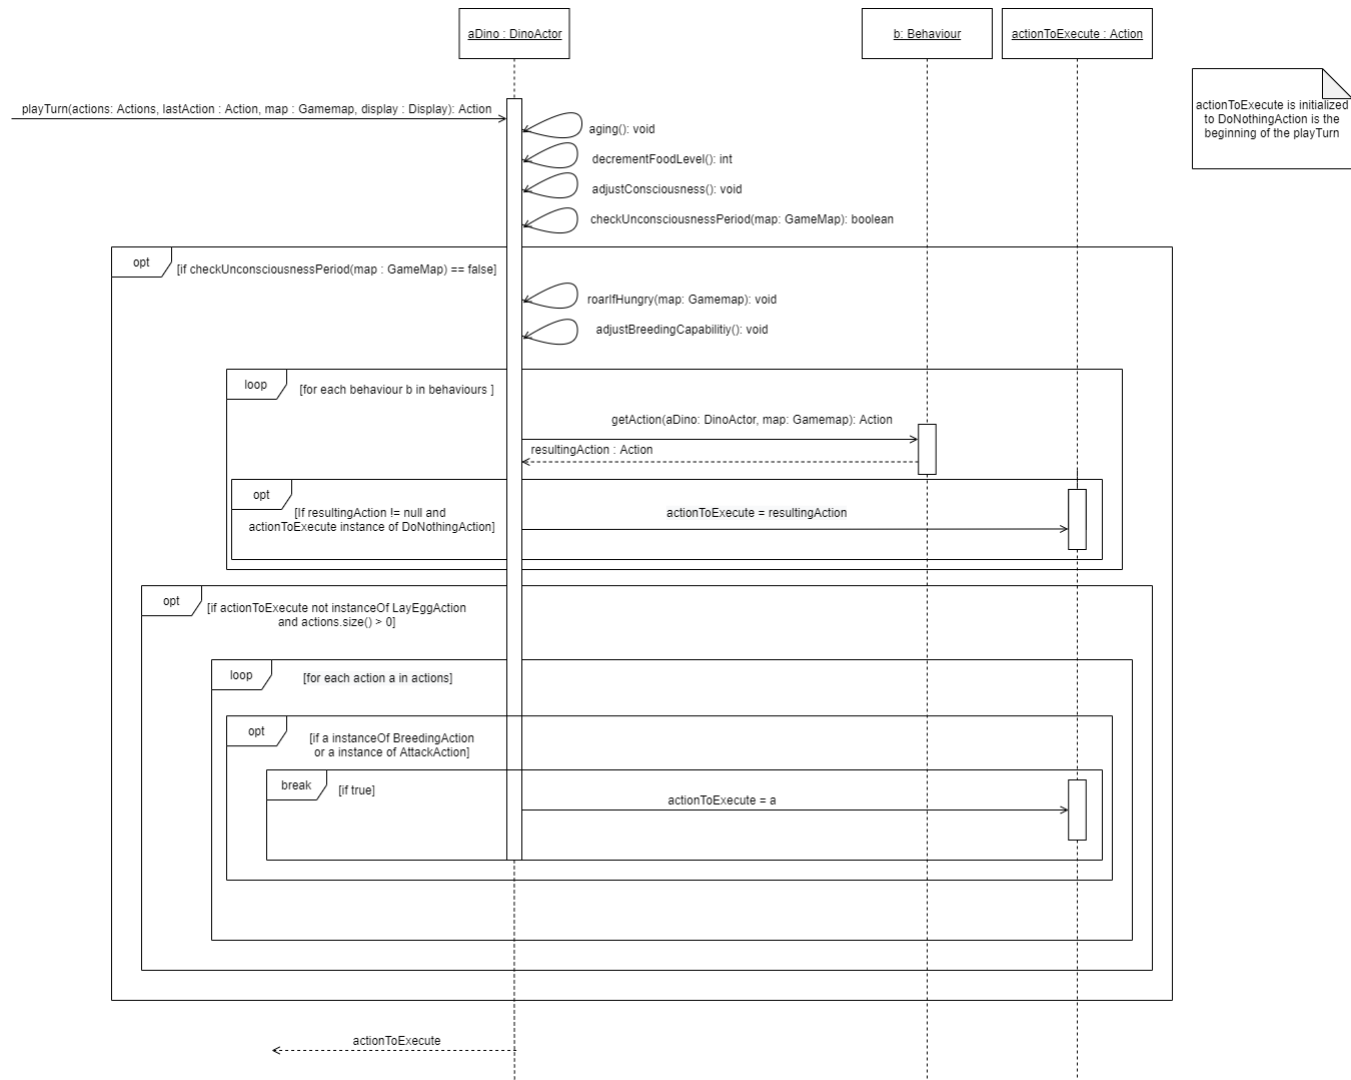 aDino : DinoActor
b: Behaviour
actionToExecute : Action
actionToExecute is initialized
to DoNothingAction is the
beginning of the playTurn
playTurn(actions: Actions, lastAction : Action, map : Gamemap, display : Display): Action
aging(): void
decrementFoodLevel(): int
adjustConsciousness(): void
checkUnconsciousnessPeriod(map: GameMap): boolean
opt
[if checkUnconsciousnessPeriod(map : GameMap) == false]
roarIfHungry(map: Gamemap): void
adjustBreedingCapabilitiy(): void
loop
[for each behaviour b in behaviours ]
getAction(aDino: DinoActor, map: Gamemap): Action
resultingAction : Action
opt
[If resultingAction != null and
actionToExecute instance of DoNothingAction]
actionToExecute = resultingAction
opt
[if actionToExecute not instanceOf LayEggAction
and actions.size() > 0]
loop
[for each action a in actions]
opt
[if a instanceOf BreedingAction
or a instance of AttackAction]
break
[if true]
actionToExecute = a
actionToExecute